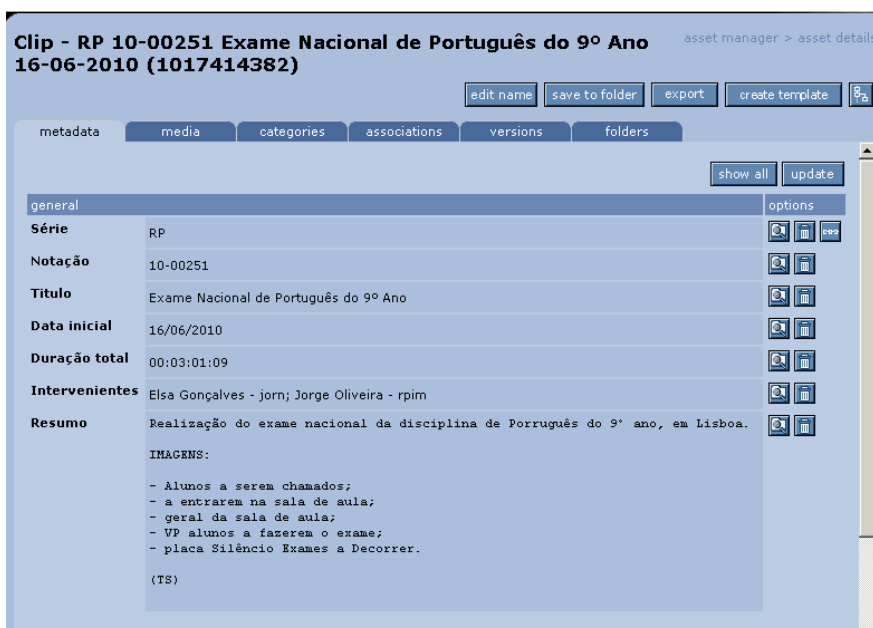 Clip - RP 10-00251 Exame Nacional de Português do 9º Ano
16-06-2010 (1017414382)
asset manager > asset details
edit name save to folder export create template
metadata media categories associations versions folders
show all update
general options
Série RP
Notação 10-00251
Titulo Exame Nacional de Português do 9º Ano
Data inicial 16/06/2010
Duração total 00:03:01:09
Intervenientes Elsa Gonçalves - jorn; Jorge Oliveira - rpim
Resumo Realização do exame nacional da disciplina de Porruguês do 9° ano, em Lisboa.
IMAGENS:
- Alunos a serem chamados;
- a entrarem na sala de aula;
- geral da sala de aula;
- VP alunos a fazerem o exame;
- placa Silêncio Exames a Decorrer.
(TS)